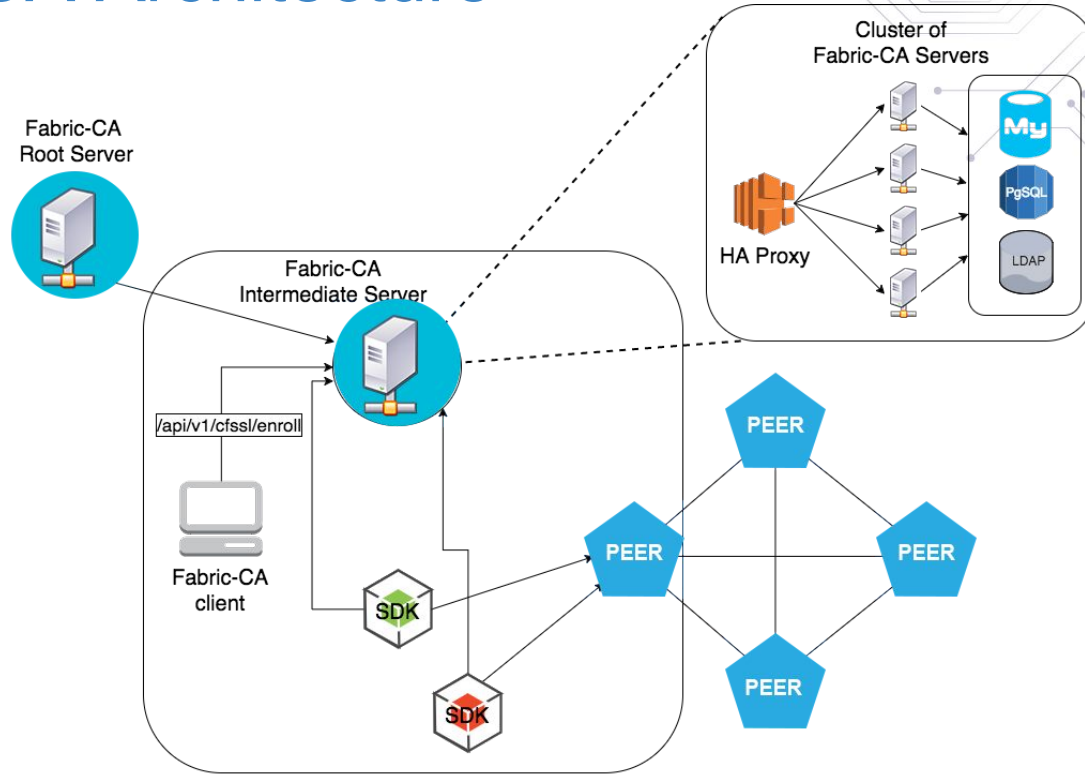 Architecture
Cluster of
Fabric-CA Servers
Fabric-CA
Root Server
My
PgSQL
LDAP
HA Proxy
Fabric-CA
Intermediate Server
/api/v1/cfssl/enroll
Fabric-CA
client
SDK
SDK
PEER
PEER
PEER
PEER